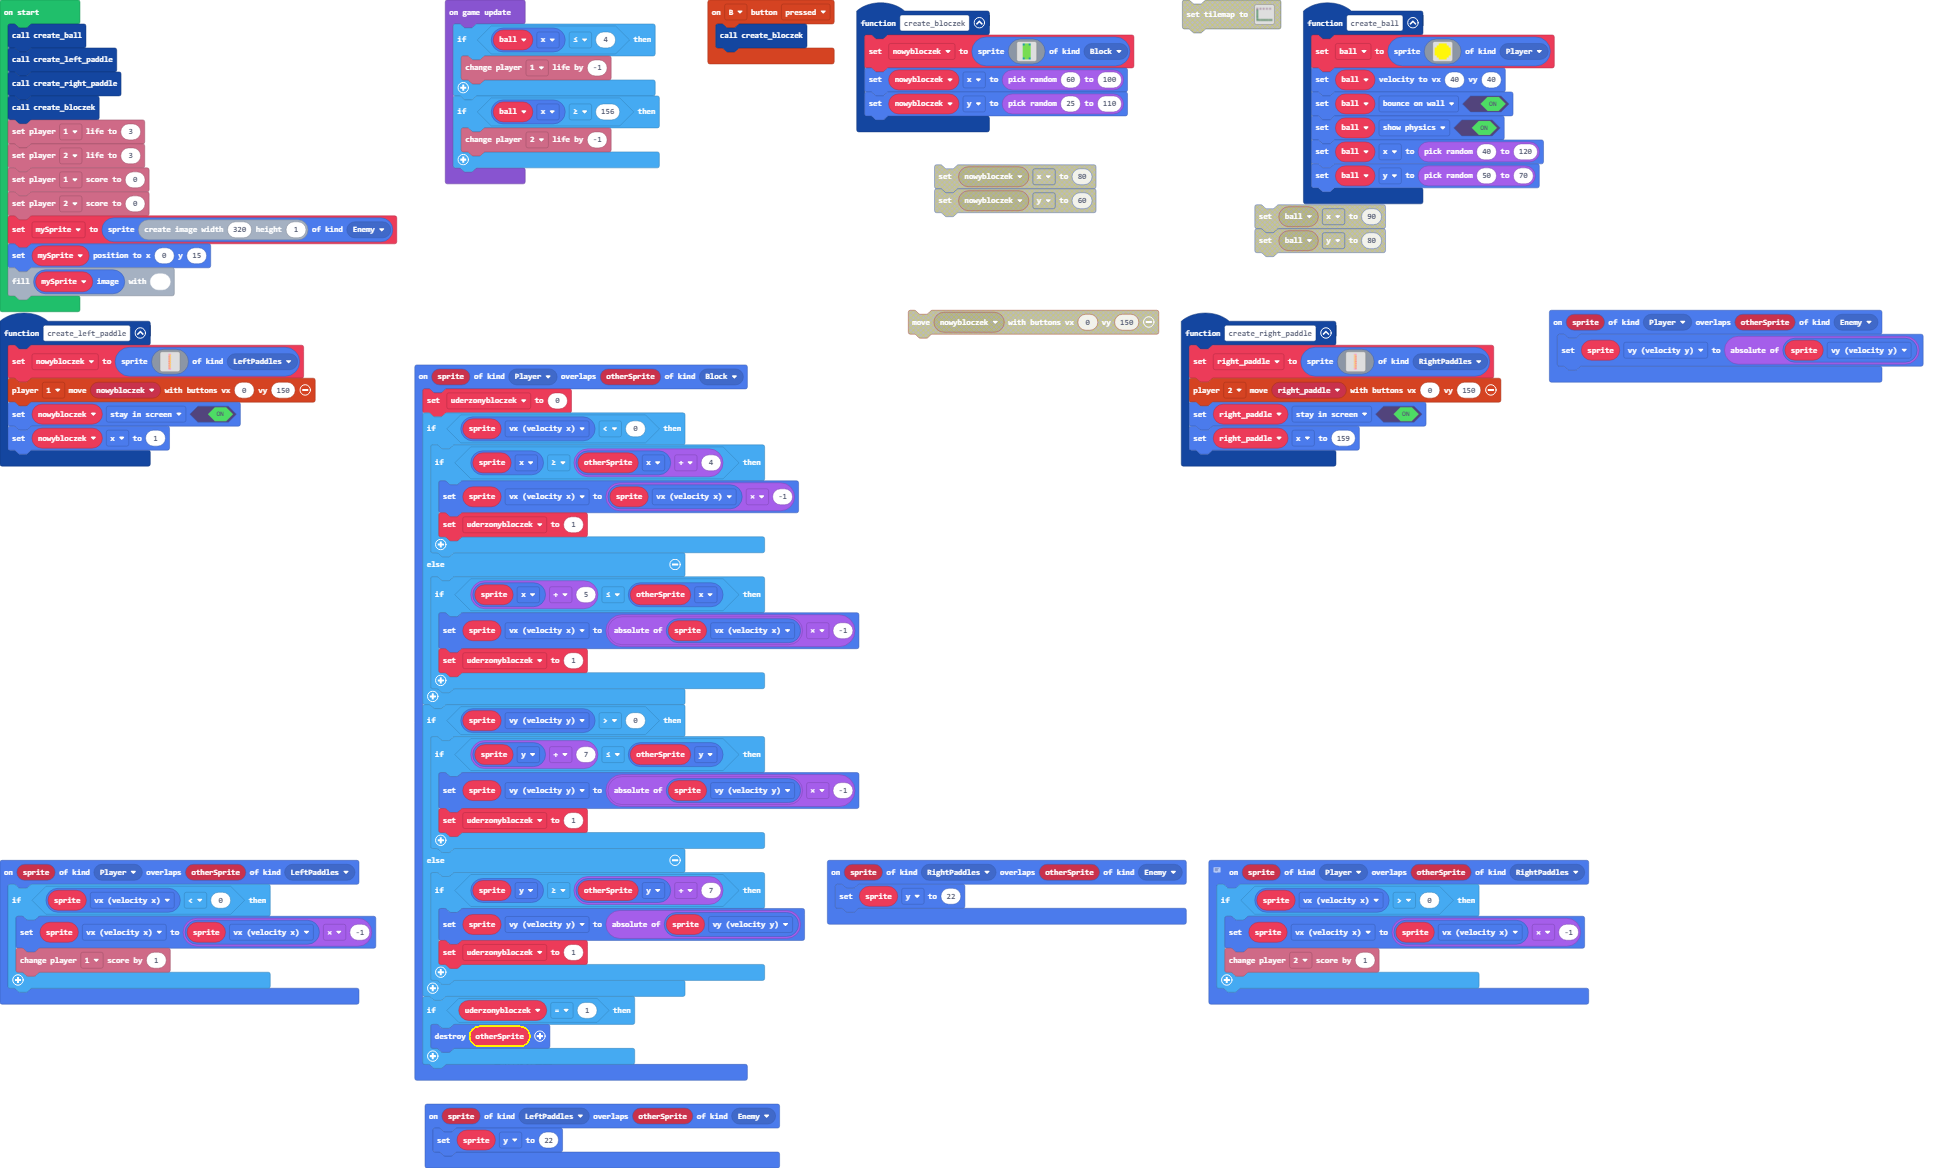 on start
call create_ball
call create_left_paddle
call create_right_paddle
call create_bloczek
set player 1 life to 3
set player 2 life to 3
set player 1 score to 0
set player 2 score to 0
set mySprite to sprite create image width 320 height 1 of kind Enemy
set mySprite position to x 0 y 15
fill mySprite image with
on game update
if ball x ≤ 4 then
change player 1 life by -1
if ball x ≥ 156 then
change player 2 life by -1
on B button pressed
call create_bloczek
function create_bloczek
set nowybloczek to sprite of kind Block
set nowybloczek x to pick random 60 to 100
set nowybloczek y to pick random 25 to 110
set nowybloczek x to 80
set nowybloczek y to 60
set tilemap to
function create_ball
set ball to sprite of kind Player
set ball velocity to vx 40 vy 40
set ball bounce on wall ON
set ball show physics ON
set ball x to pick random 40 to 120
set ball y to pick random 50 to 70
set ball x to 90
set ball y to 80
function create_left_paddle
set nowybloczek to sprite of kind LeftPaddles
player 1 move nowybloczek with buttons vx 0 vy 150
set nowybloczek stay in screen ON
set nowybloczek x to 1
move nowybloczek with buttons vx 0 vy 150
function create_right_paddle
set right_paddle to sprite of kind RightPaddles
player 2 move right_paddle with buttons vx 0 vy 150
set right_paddle stay in screen ON
set right_paddle x to 159
on sprite of kind Player overlaps otherSprite of kind Enemy
set sprite vy (velocity y) to absolute of sprite vy (velocity y)
on sprite of kind Player overlaps otherSprite of kind Block
set uderzonybloczek to 0
if sprite vx (velocity x) < 0 then
if sprite x ≥ otherSprite x + 4 then
set sprite vx (velocity x) to sprite vx (velocity x) × -1
set uderzonybloczek to 1
else
if sprite x + 5 ≤ otherSprite x then
set sprite vx (velocity x) to absolute of sprite vx (velocity x) × -1
set uderzonybloczek to 1
if sprite vy (velocity y) > 0 then
if sprite y + 7 ≤ otherSprite y then
set sprite vy (velocity y) to absolute of sprite vy (velocity y) × -1
set uderzonybloczek to 1
else
if sprite y ≥ otherSprite y + 7 then
set sprite vy (velocity y) to absolute of sprite vy (velocity y)
set uderzonybloczek to 1
if uderzonybloczek = 1 then
destroy otherSprite
on sprite of kind Player overlaps otherSprite of kind LeftPaddles
if sprite vx (velocity x) < 0 then
set sprite vx (velocity x) to sprite vx (velocity x) × -1
change player 1 score by 1
on sprite of kind RightPaddles overlaps otherSprite of kind Enemy
set sprite y to 22
on sprite of kind Player overlaps otherSprite of kind RightPaddles
if sprite vx (velocity x) > 0 then
set sprite vx (velocity x) to sprite vx (velocity x) × -1
change player 2 score by 1
on sprite of kind LeftPaddles overlaps otherSprite of kind Enemy
set sprite y to 22